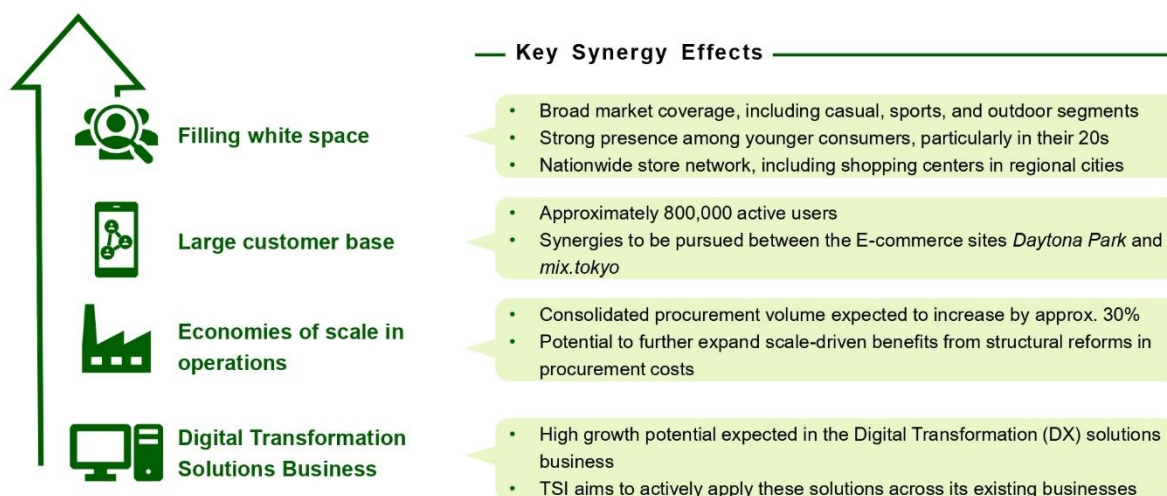 Key Synergy Effects
Filling white space
• Broad market coverage, including casual, sports, and outdoor segments
• Strong presence among younger consumers, particularly in their 20s
• Nationwide store network, including shopping centers in regional cities
Large customer base
• Approximately 800,000 active users
• Synergies to be pursued between the E-commerce sites Daytona Park and
mix.tokyo
Economies of scale in
operations
• Consolidated procurement volume expected to increase by approx. 30%
• Potential to further expand scale-driven benefits from structural reforms in
procurement costs
Digital Transformation
Solutions Business
• High growth potential expected in the Digital Transformation (DX) solutions
business
• TSI aims to actively apply these solutions across its existing businesses